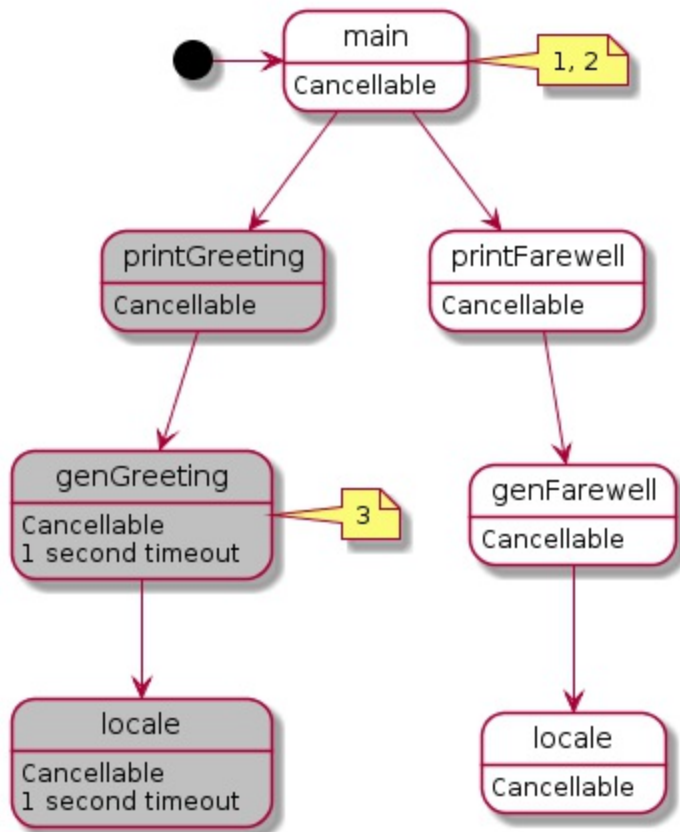 main
Cancellable
1, 2
printGreeting
Cancellable
printFarewell
Cancellable
genGreeting
Cancellable
1 second timeout
3
genFarewell
Cancellable
locale
Cancellable
1 second timeout
locale
Cancellable